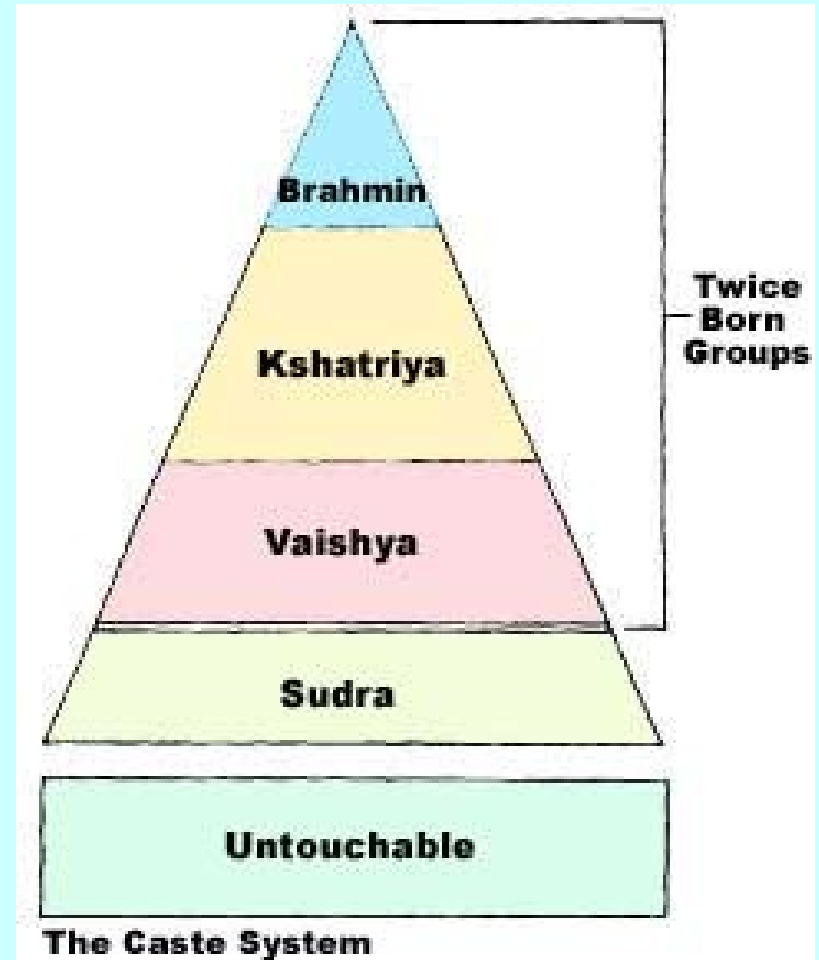 Brahmin
Kshatriya
Twice
Born
Groups
Vaishya
Sudra
Untouchable
The Caste System